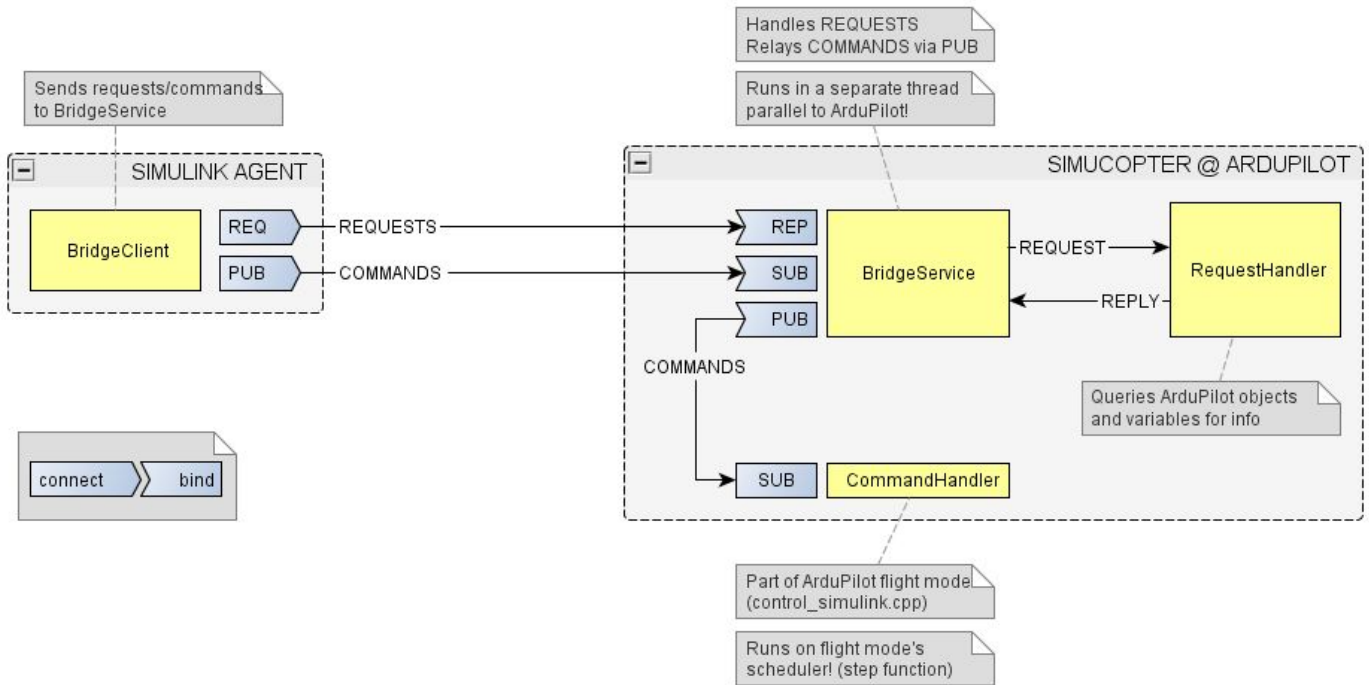 Handles REQUESTS
Relays COMMANDS via PUB
Sends requests/commands
to BridgeService
Runs in a separate thread
parallel to ArduPilot!
SIMULINK AGENT
SIMUCOPTER @ ARDUPILOT
BridgeClient
REQ
PUB
REQUESTS
COMMANDS
REP
SUB
PUB
BridgeService
REQUEST
REPLY
RequestHandler
COMMANDS
Queries ArduPilot objects
and variables for info
connect
bind
SUB
CommandHandler
Part of ArduPilot flight mode
(control_simulink.cpp)
Runs on flight mode's
scheduler! (step function)